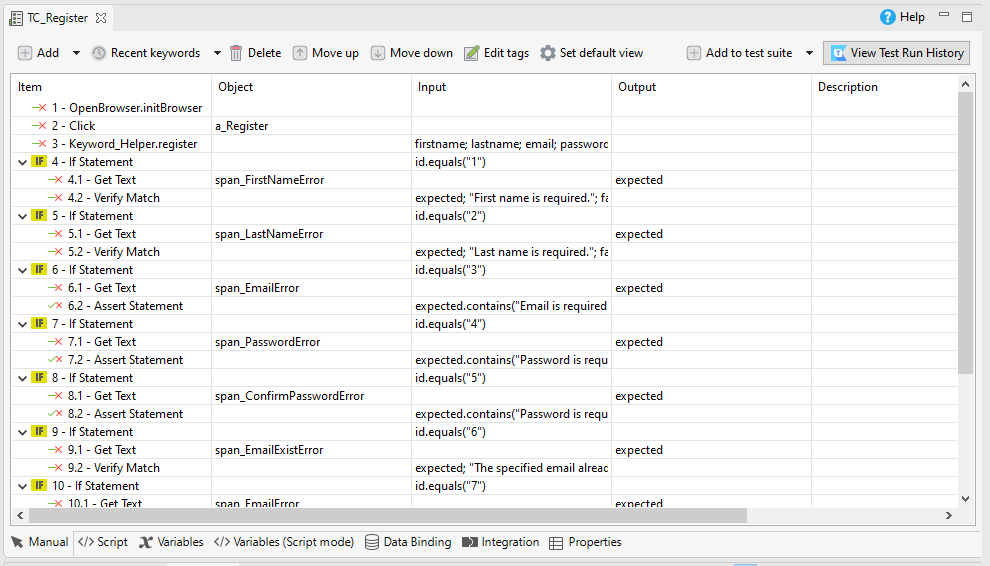 TC_Register
Help
Add Recent keywords Delete Move up Move down Edit tags Set default view Add to test suite View Test Run History
Item Object Input Output Description
1 - OpenBrowser.initBrowser
2 - Click a_Register
3 - Keyword_Helper.register firstname; lastname; email; password
IF 4 - If Statement id.equals("1")
4.1 - Get Text span_FirstNameError expected
4.2 - Verify Match expected; "First name is required."; fa
IF 5 - If Statement id.equals("2")
5.1 - Get Text span_LastNameError expected
5.2 - Verify Match expected; "Last name is required."; fa
IF 6 - If Statement id.equals("3")
6.1 - Get Text span_EmailError expected
6.2 - Assert Statement expected.contains("Email is required
IF 7 - If Statement id.equals("4")
7.1 - Get Text span_PasswordError expected
7.2 - Assert Statement expected.contains("Password is requ
IF 8 - If Statement id.equals("5")
8.1 - Get Text span_ConfirmPasswordError expected
8.2 - Assert Statement expected.contains("Password is requ
IF 9 - If Statement id.equals("6")
9.1 - Get Text span_EmailExistError expected
9.2 - Verify Match expected; "The specified email alread
IF 10 - If Statement id.equals("7")
10.1 - Get Text span_EmailError expected
Manual </> Script Variables </> Variables (Script mode) Data Binding Integration Properties